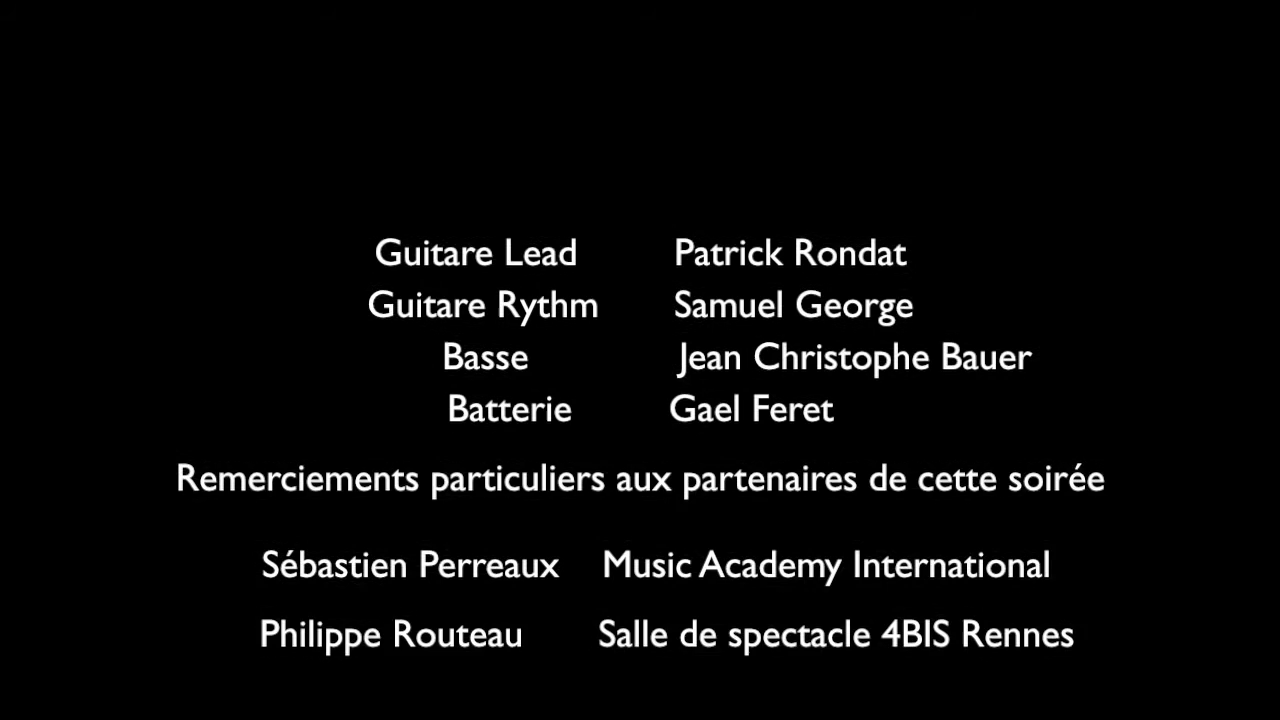 Guitare Lead Patrick Rondat
Guitare Rythm Samuel George
Basse Jean Christophe Bauer
Batterie Gael Feret
Remerciements particuliers aux partenaires de cette soirée
Sébastien Perreaux Music Academy International
Philippe Routeau Salle de spectacle 4BIS Rennes